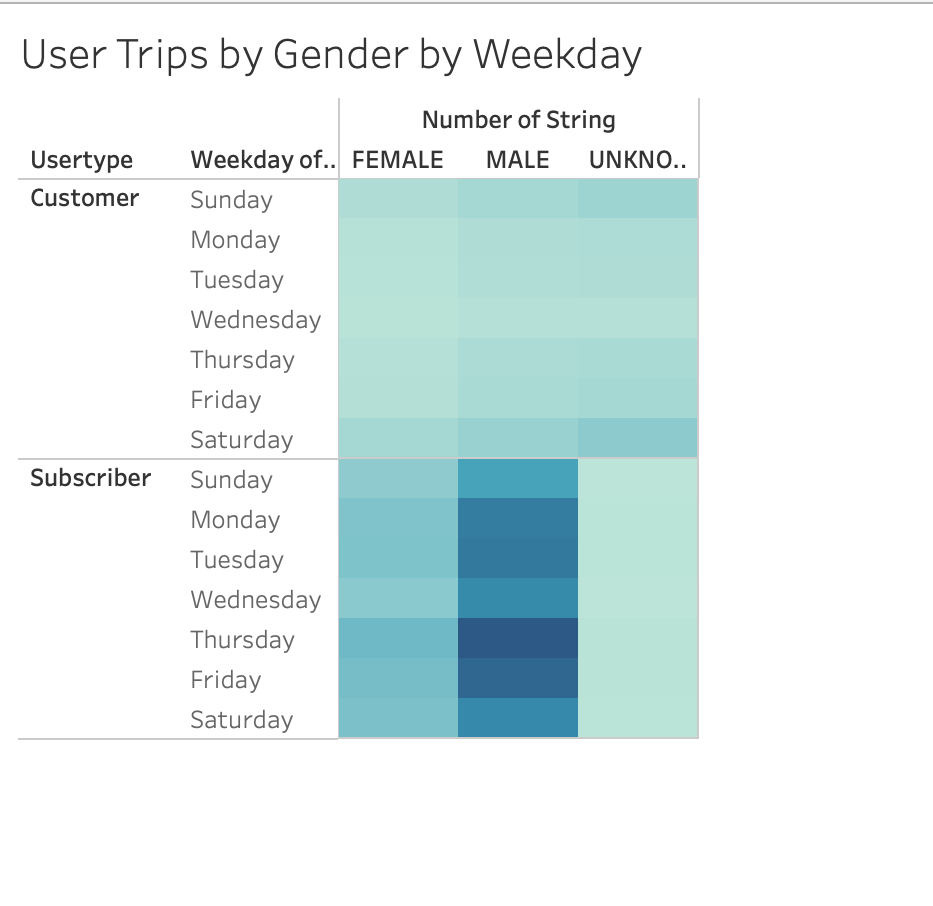 User Trips by Gender by Weekday
Number of String
Usertype Weekday of.. FEMALE MALE UNKNO..
Customer Sunday
Monday
Tuesday
Wednesday
Thursday
Friday
Saturday
Subscriber Sunday
Monday
Tuesday
Wednesday
Thursday
Friday
Saturday